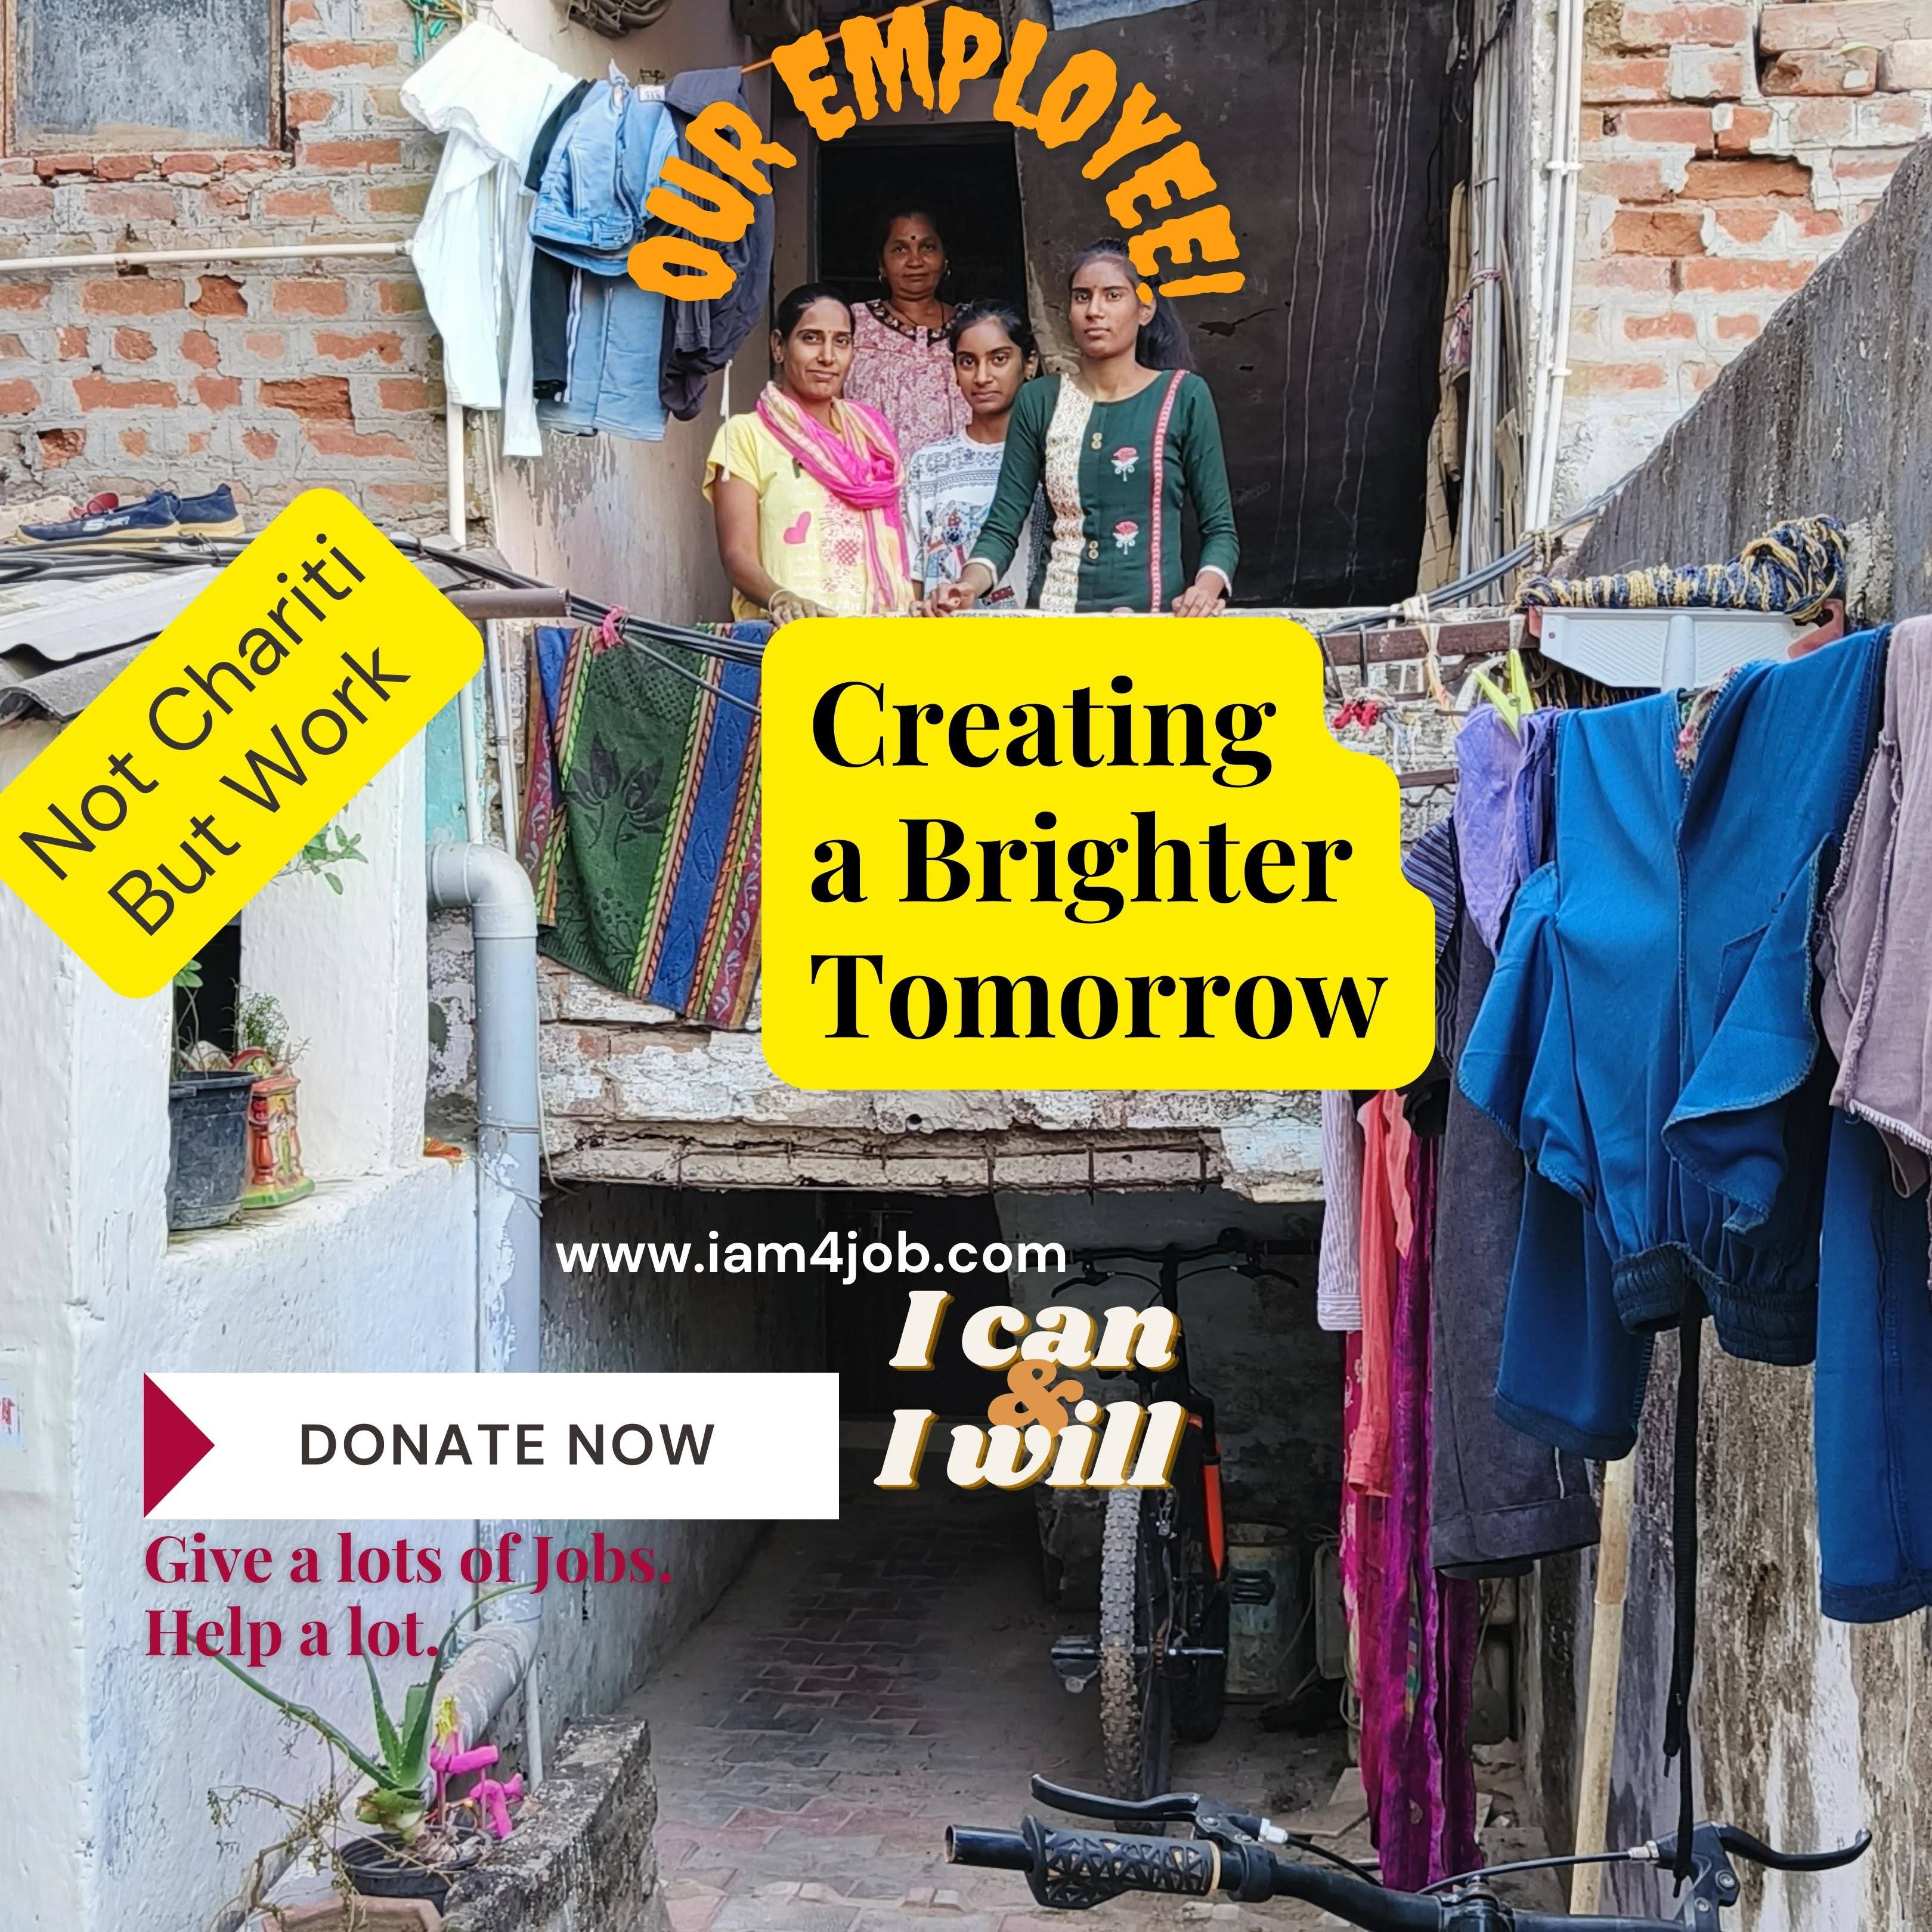 OUR EMPLOYEE!
Not Chariti
But Work
Creating
a Brighter
Tomorrow
www.iam4job.com
I can
&
I will
DONATE NOW
Give a lots of Jobs.
Help a lot.